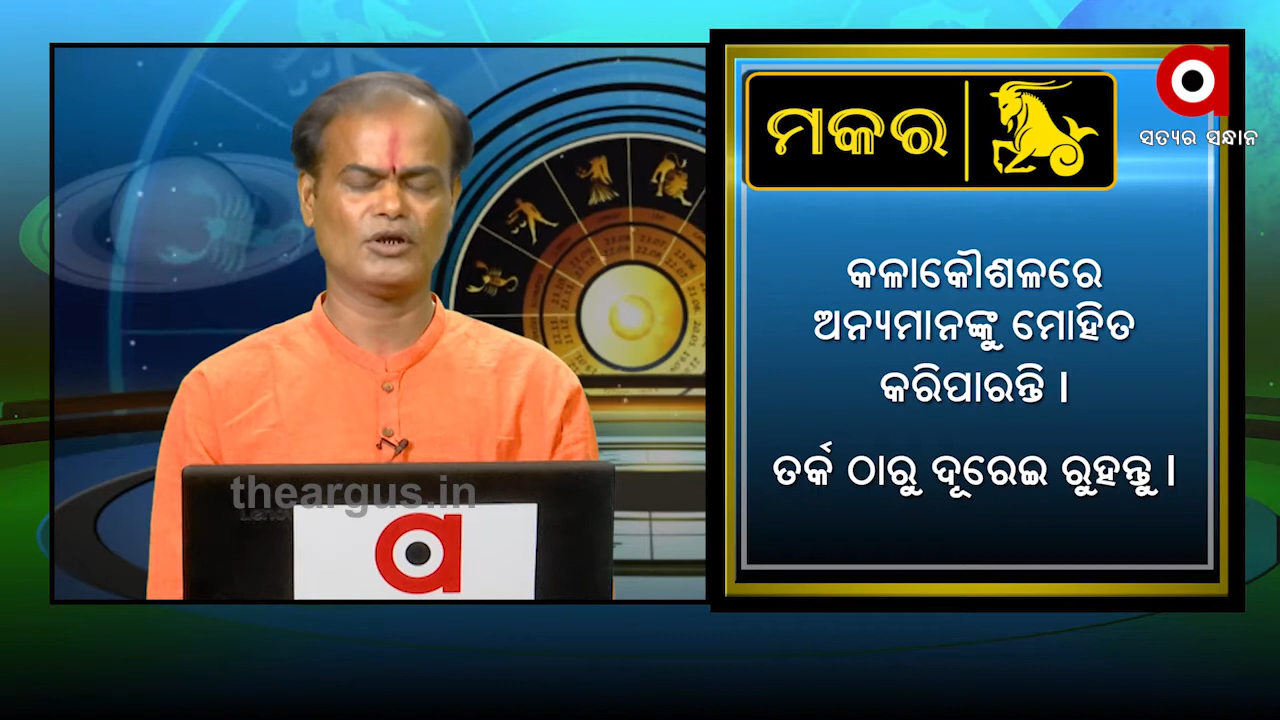 ମକର
ସତ୍ୟର ସନ୍ଧାନ
କଳାକୌଶଳରେ
ଅନ୍ୟମାନଙ୍କୁ ମୋହିତ
କରିପାରନ୍ତି ।
ତର୍କ ଠାରୁ ଦୂରେଇ ରୁହନ୍ତୁ ।
theargus.in